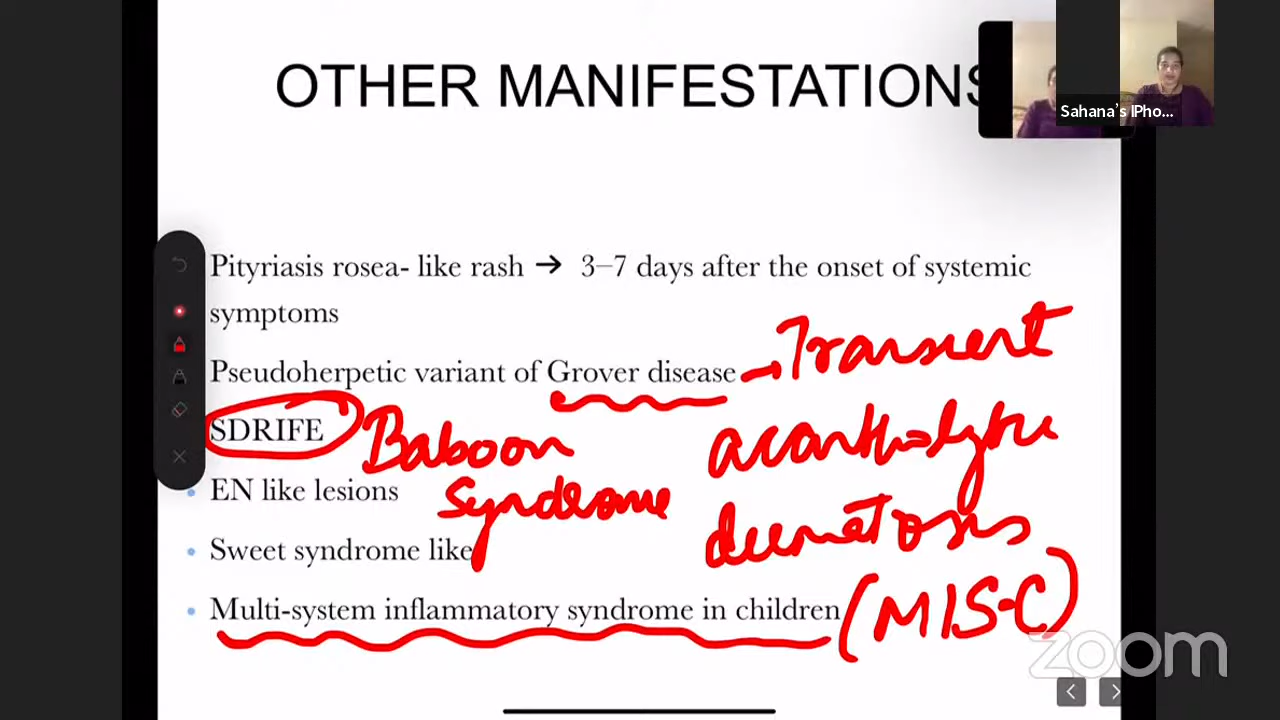 OTHER MANIFESTATIONS
Sahana's IPho...
Pityriasis rosea- like rash → 3–7 days after the onset of systemic
symptoms
Pseudoherpetic variant of Grover disease → Transient
SDRIFE Baboon acantholytic
EN like lesions Syndrome dermatosis
Sweet syndrome like
Multi-system inflammatory syndrome in children (MIS-C)
zoom